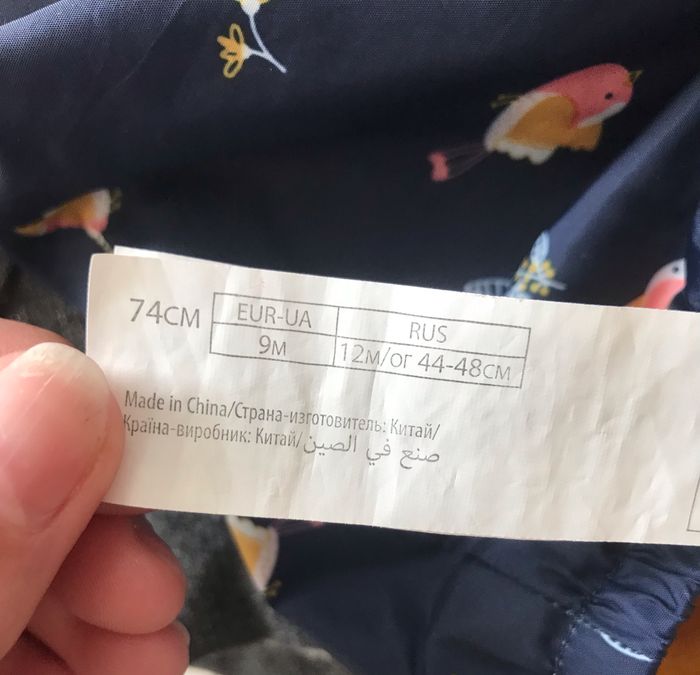 74CM
EUR-UA RUS
9M 12M/ОГ 44-48CM
Made in China/Страна-изготовитель: Китай/
Країна-виробник: Китай/صنع في الصين